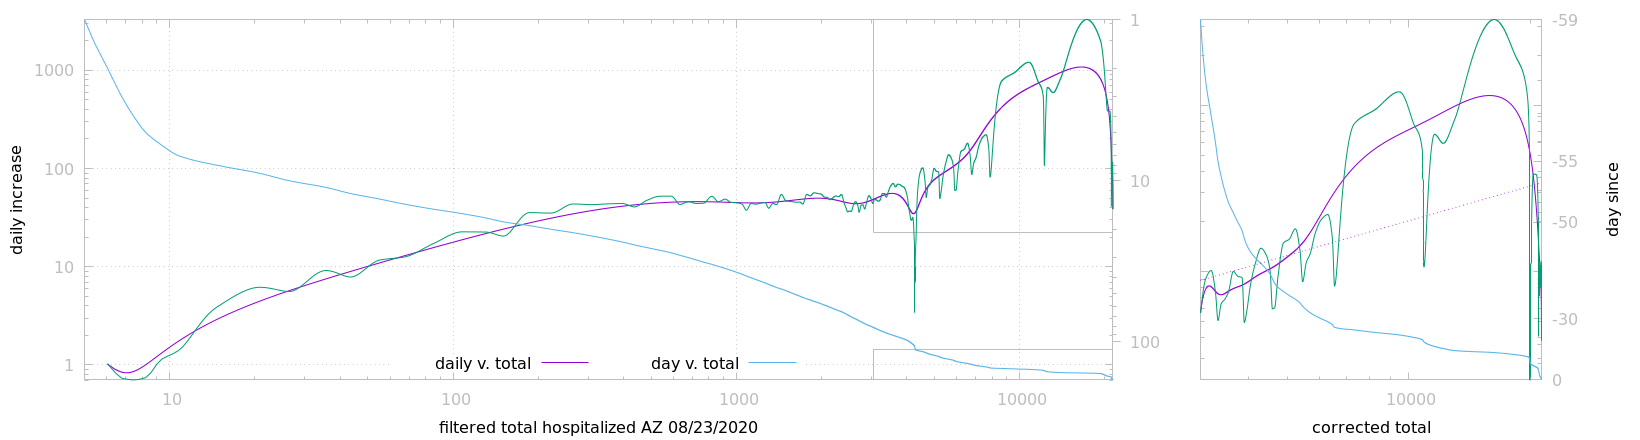 1000
100
10
1
daily increase
10
100
1000
10000
1
10
100
daily v. total
day v. total
filtered total hospitalized AZ 08/23/2020
-59
-55
-50
-30
0
day since
10000
corrected total